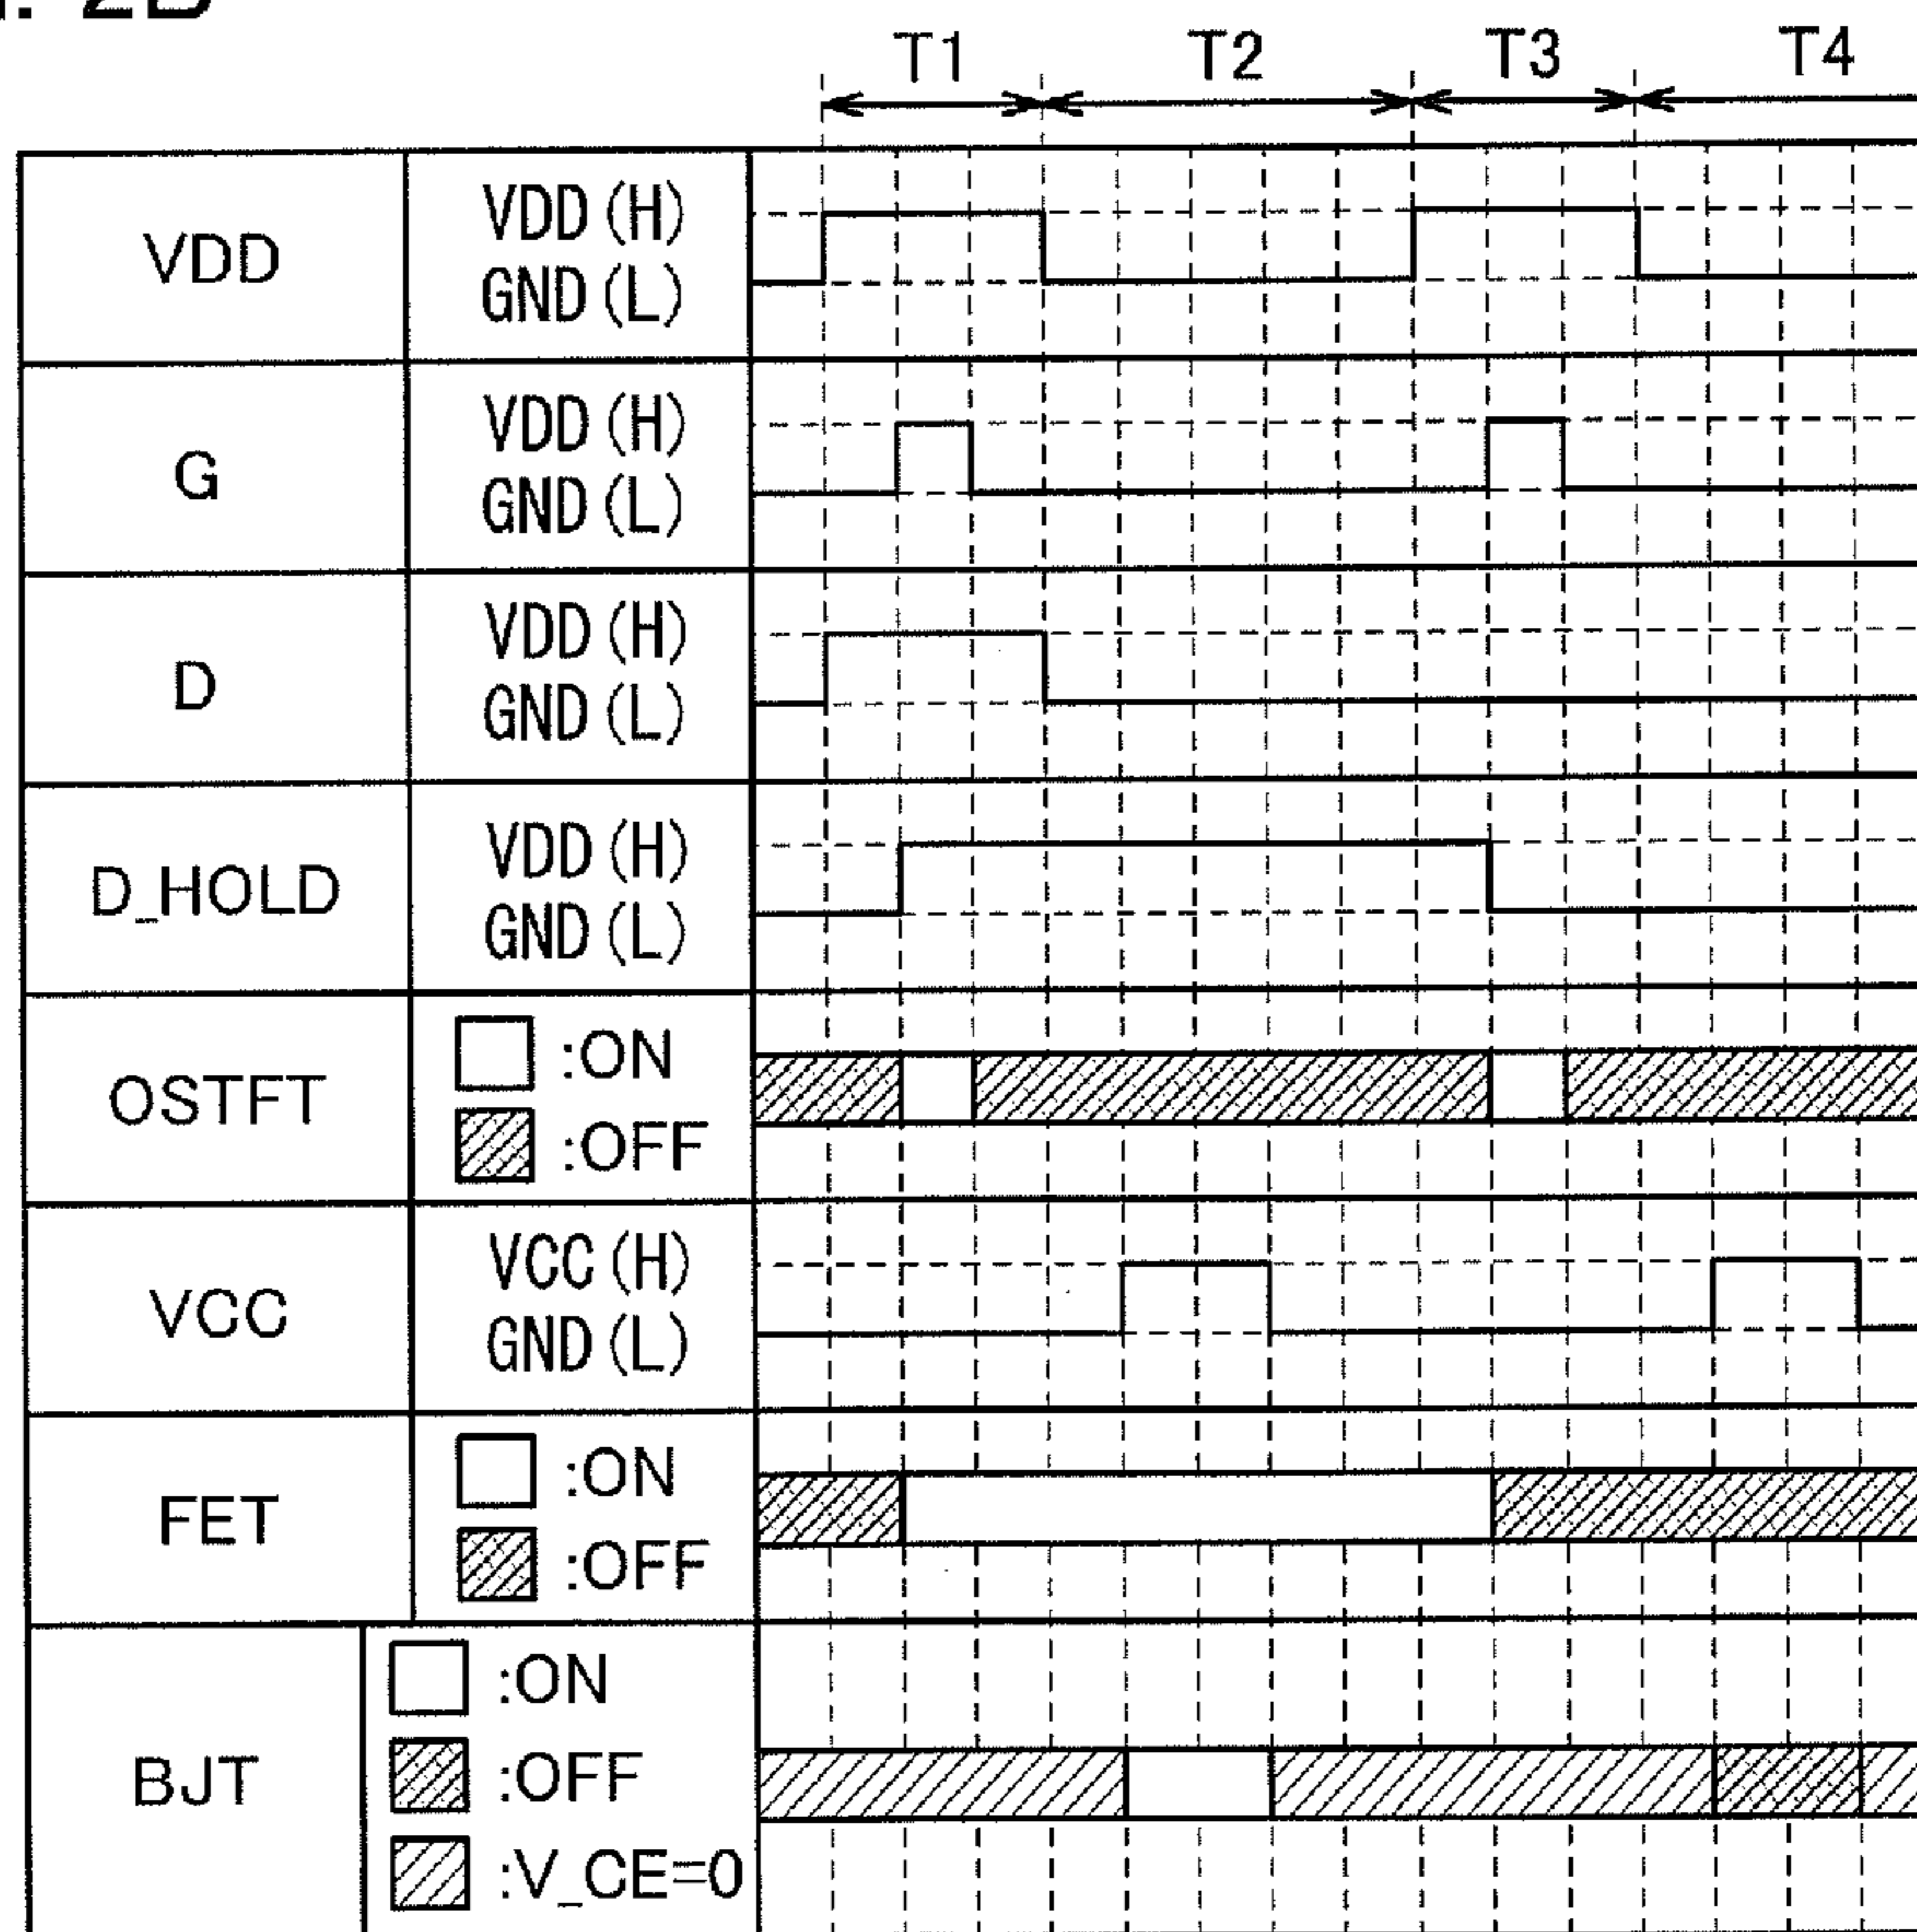 2B
T1 T2 T3 T4
VDD VDD(H)
GND(L)
G VDD(H)
GND(L)
D VDD(H)
GND(L)
D_HOLD VDD(H)
GND(L)
OSTFT :ON
:OFF
VCC VCC(H)
GND(L)
FET :ON
:OFF
BJT :ON
:OFF
:V_CE=0